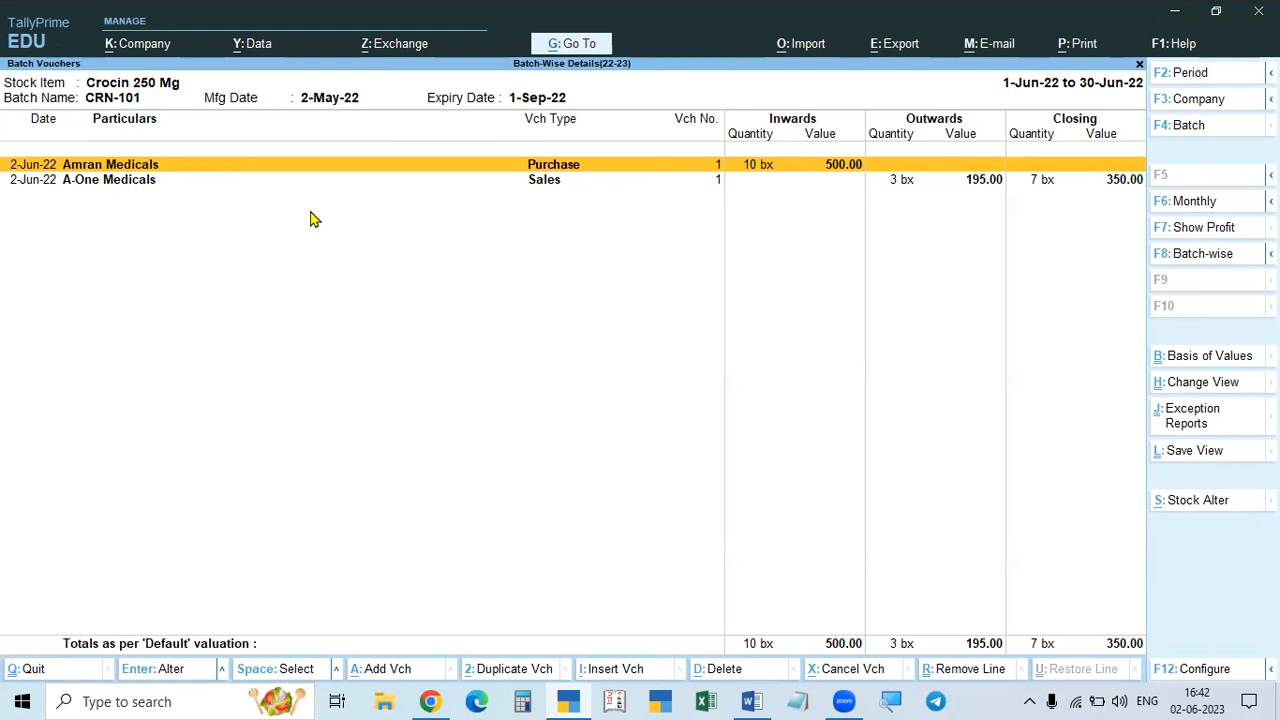 TallyPrime
EDU
MANAGE
K: Company
Y: Data
Z: Exchange
G: Go To
O: Import
E: Export
M: E-mail
P: Print
F1: Help
Batch Vouchers
Batch-Wise Details(22-23)
×
Stock Item : Crocin 250 Mg
1-Jun-22 to 30-Jun-22
Batch Name: CRN-101 Mfg Date : 2-May-22 Expiry Date : 1-Sep-22
Date Particulars Vch Type Vch No. Inwards Outwards Closing
Quantity Value Quantity Value Quantity Value
2-Jun-22 Amran Medicals Purchase 1 10 bx 500.00
2-Jun-22 A-One Medicals Sales 1 3 bx 195.00 7 bx 350.00
Totals as per 'Default' valuation : 10 bx 500.00 3 bx 195.00 7 bx 350.00
F2: Period
F3: Company
F4: Batch
F5
F6: Monthly
F7: Show Profit
F8: Batch-wise
F9
F10
B: Basis of Values
H: Change View
J: Exception
Reports
L: Save View
S: Stock Alter
Q: Quit
Enter: Alter
Space: Select
A: Add Vch
2: Duplicate Vch
I: Insert Vch
D: Delete
X: Cancel Vch
R: Remove Line
U: Restore Line
F12: Configure
Type here to search
zoom
ENG
16:42
02-06-2023